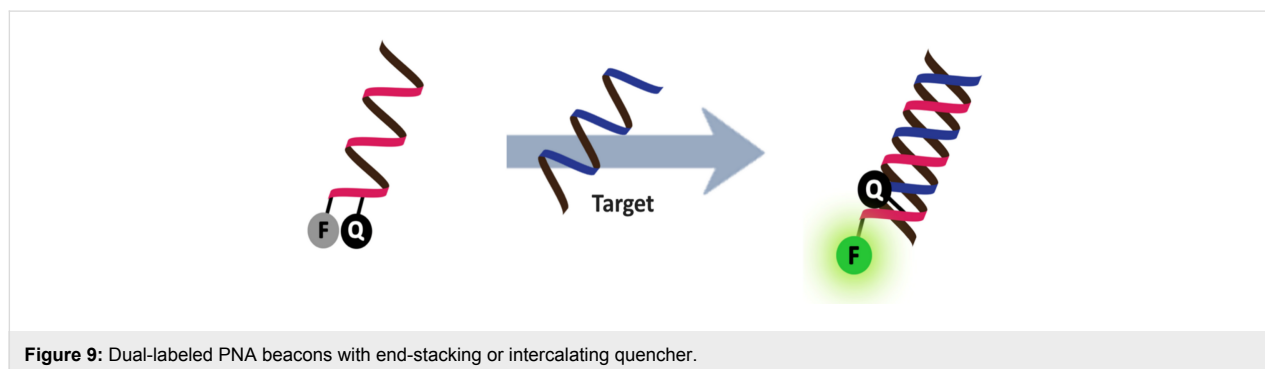 F Q
Target
Q
F
Figure 9: Dual-labeled PNA beacons with end-stacking or intercalating quencher.